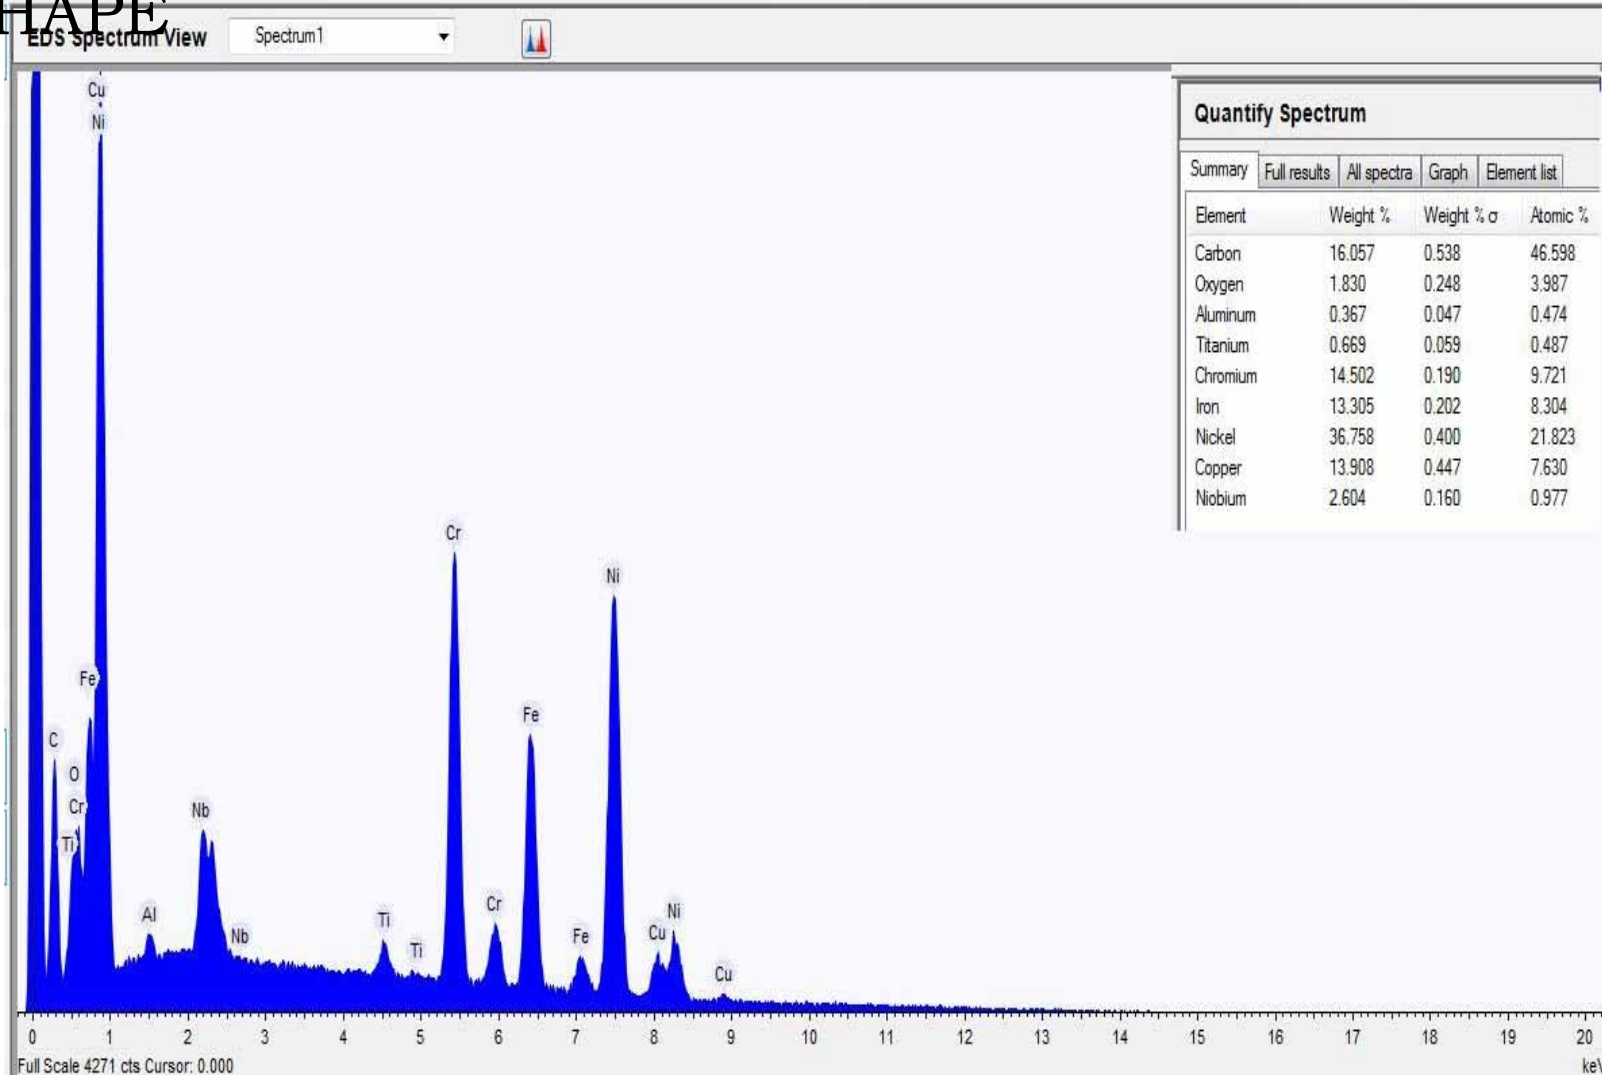 HAPE
EDS Spectrum View Spectrum1
Cu
Ni
Fe
C
O
Cr
Ti
Al
Nb
Nb
Ti
Ti
Cr
Cr
Fe
Fe
Ni
Cu
Ni
Cu
0 1 2 3 4 5 6 7 8 9 10 11 12 13 14 15 16 17 18 19 20
Full Scale 4271 cts Cursor: 0.000 keV
Quantify Spectrum
Summary Full results All spectra Graph Element list
Element Weight % Weight % σ Atomic %
Carbon 16.057 0.538 46.598
Oxygen 1.830 0.248 3.987
Aluminum 0.367 0.047 0.474
Titanium 0.669 0.059 0.487
Chromium 14.502 0.190 9.721
Iron 13.305 0.202 8.304
Nickel 36.758 0.400 21.823
Copper 13.908 0.447 7.630
Niobium 2.604 0.160 0.977